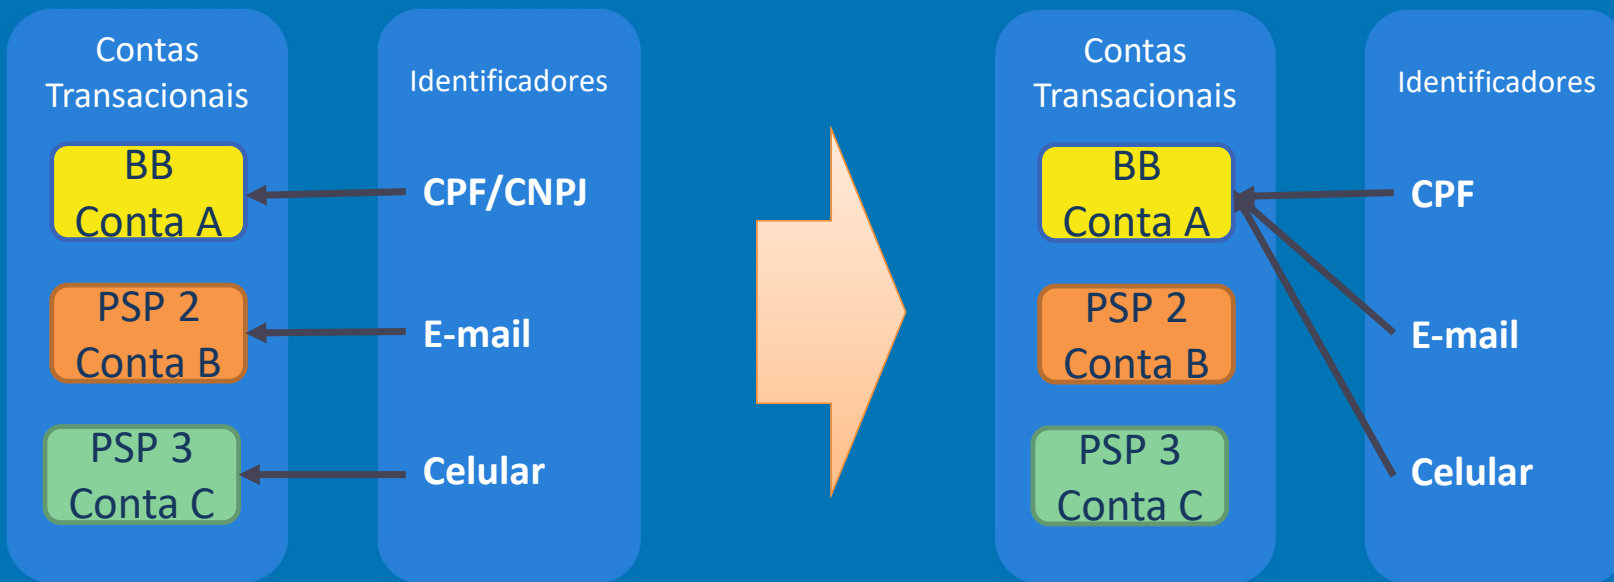 Contas
Transacionais
BB
Conta A
PSP 2
Conta B
PSP 3
Conta C
Identificadores
CPF/CNPJ
E-mail
Celular
Contas
Transacionais
BB
Conta A
PSP 2
Conta B
PSP 3
Conta C
Identificadores
CPF
E-mail
Celular